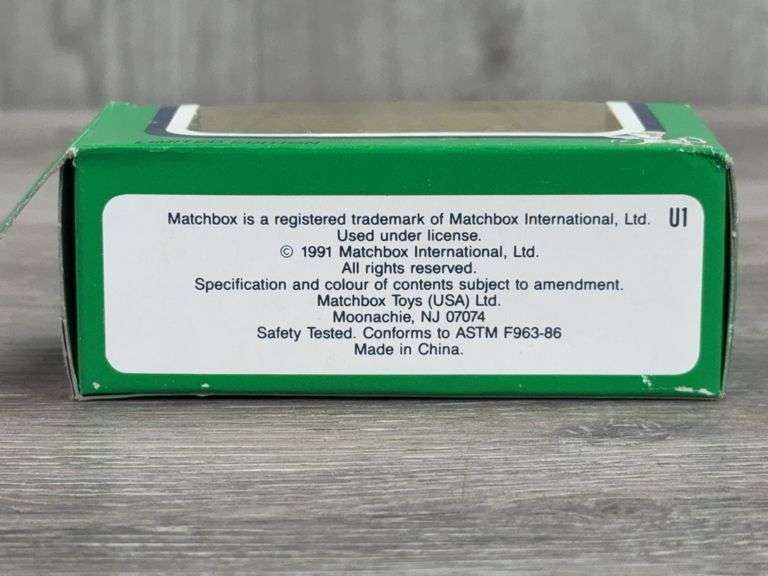 LIMITED EDITION
Matchbox is a registered trademark of Matchbox International, Ltd. U1
Used under license.
© 1991 Matchbox International, Ltd.
All rights reserved.
Specification and colour of contents subject to amendment.
Matchbox Toys (USA) Ltd.
Moonachie, NJ 07074
Safety Tested. Conforms to ASTM F963-86
Made in China.